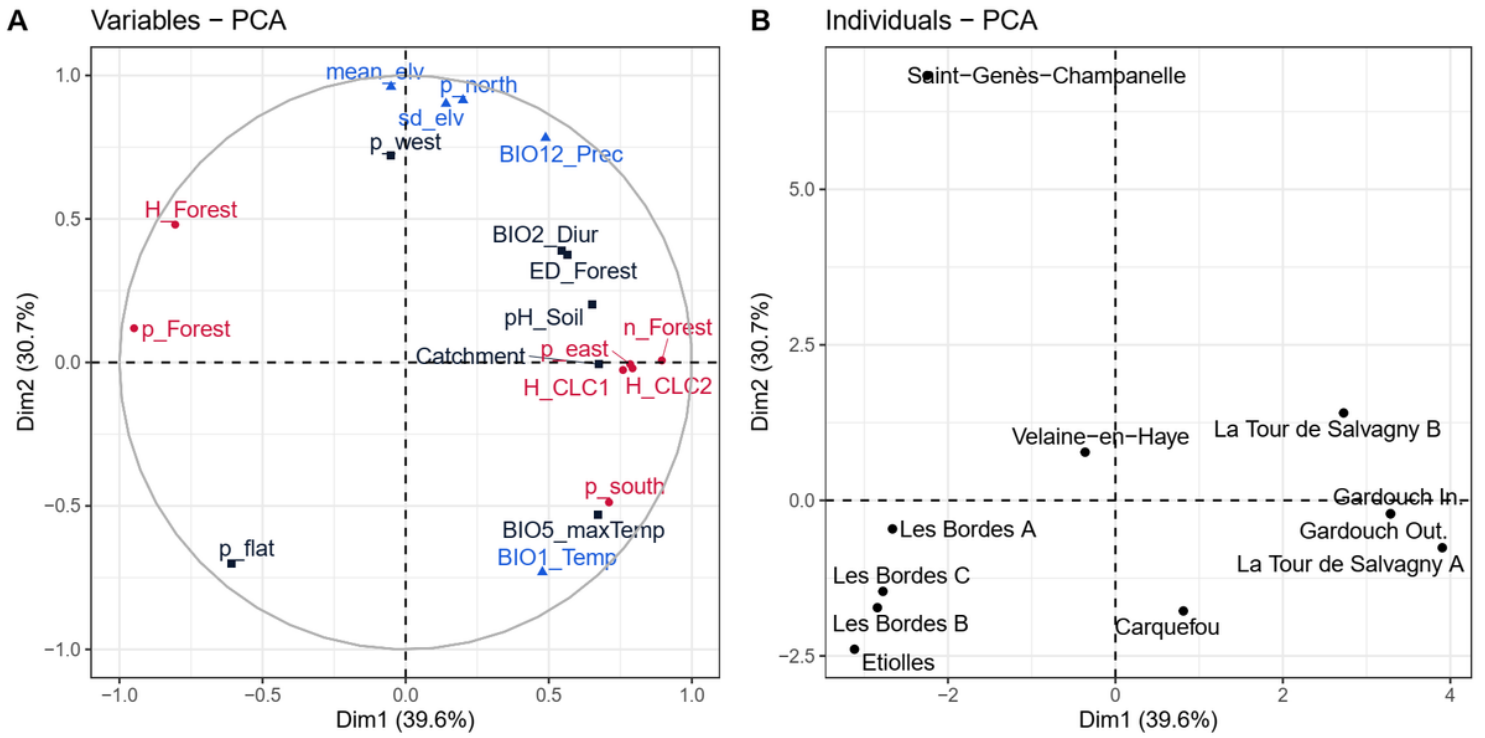 A
Variables − PCA
1.0
0.5
0.0
−0.5
−1.0
Dim2 (30.7%)
mean_elv
p_north
sd_elv
p_west
BIO12_Prec
H_Forest
BIO2_Diur
ED_Forest
pH_Soil
n_Forest
p_Forest
Catchment
p_east
H_CLC1
H_CLC2
p_south
BIO5_maxTemp
BIO1_Temp
p_flat
−1.0
−0.5
0.0
0.5
1.0
Dim1 (39.6%)
B
Individuals − PCA
5.0
2.5
0.0
−2.5
Dim2 (30.7%)
Saint−Genès−Champanelle
La Tour de Salvagny B
Velaine−en−Haye
Gardouch In.
Les Bordes A
Gardouch Out.
La Tour de Salvagny A
Les Bordes C
Les Bordes B
Carquefou
Etiolles
−2
0
2
4
Dim1 (39.6%)